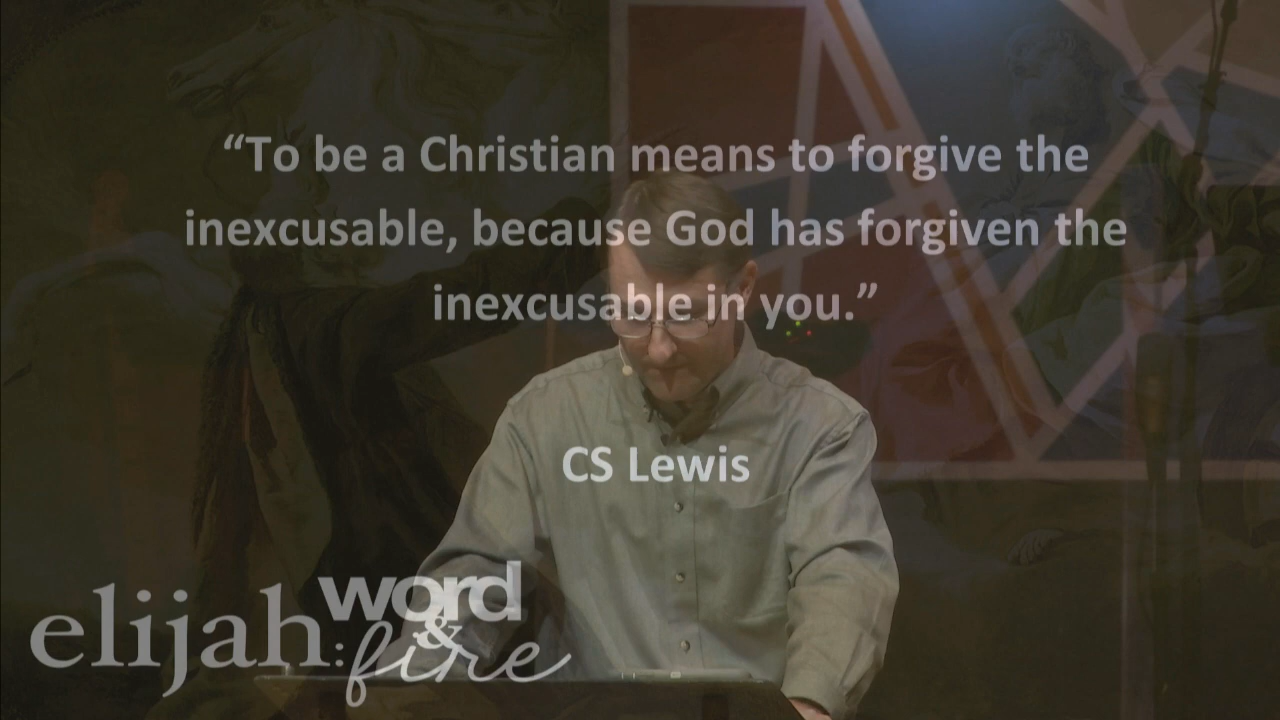 “To be a Christian means to forgive the
inexcusable, because God has forgiven the
inexcusable in you.”
CS Lewis
elijah: word
& fire